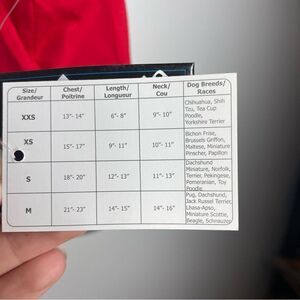 Size/ Chest/ Length/ Neck/ Dog Breeds/
Grandeur Poitrine Longueur Cou Races
XXS 13"- 14" 6"- 8" 9"- 10"
Chihuahua, Shih
Tzu, Tea Cup
Poodle,
Yorkshire Terrier
XS 15"- 17" 9"- 11" 10"- 11"
Bichon Frise,
Brussels Griffon,
Maltese, Miniature
Pinscher, Papillon
S 18"- 20" 12"- 13" 11"- 13"
Dachshund
Miniature, Norfolk,
Terrier, Pekingese,
Pomeranian, Toy
Poodle
M 21"- 23" 14"- 15" 14"- 16"
Pug, Dachshund,
Jack Russel Terrier,
Lhasa-Apso,
Miniature Scottie,
Beagle, Schnauzer